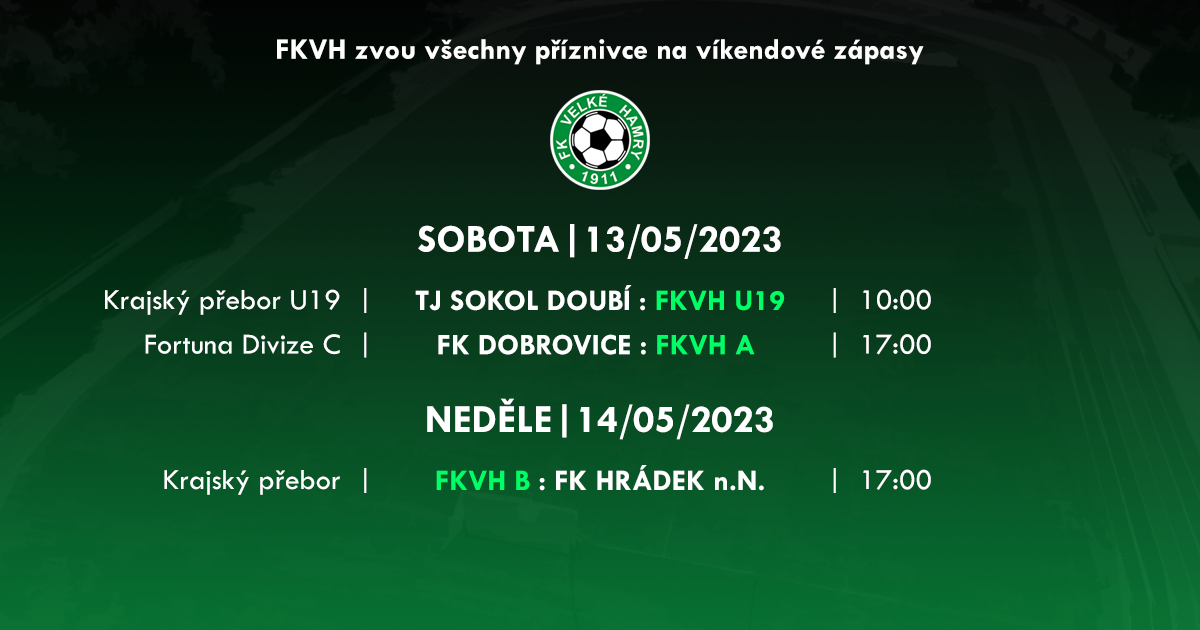 FKVH zvou všechny příznivce na víkendové zápasy
FK VELKÉ HAMRY
1911
SOBOTA | 13/05/2023
Krajský přebor U19 | TJ SOKOL DOUBÍ : FKVH U19 | 10:00
Fortuna Divize C | FK DOBROVICE : FKVH A | 17:00
NEDĚLE | 14/05/2023
Krajský přebor | FKVH B : FK HRÁDEK n.N. | 17:00